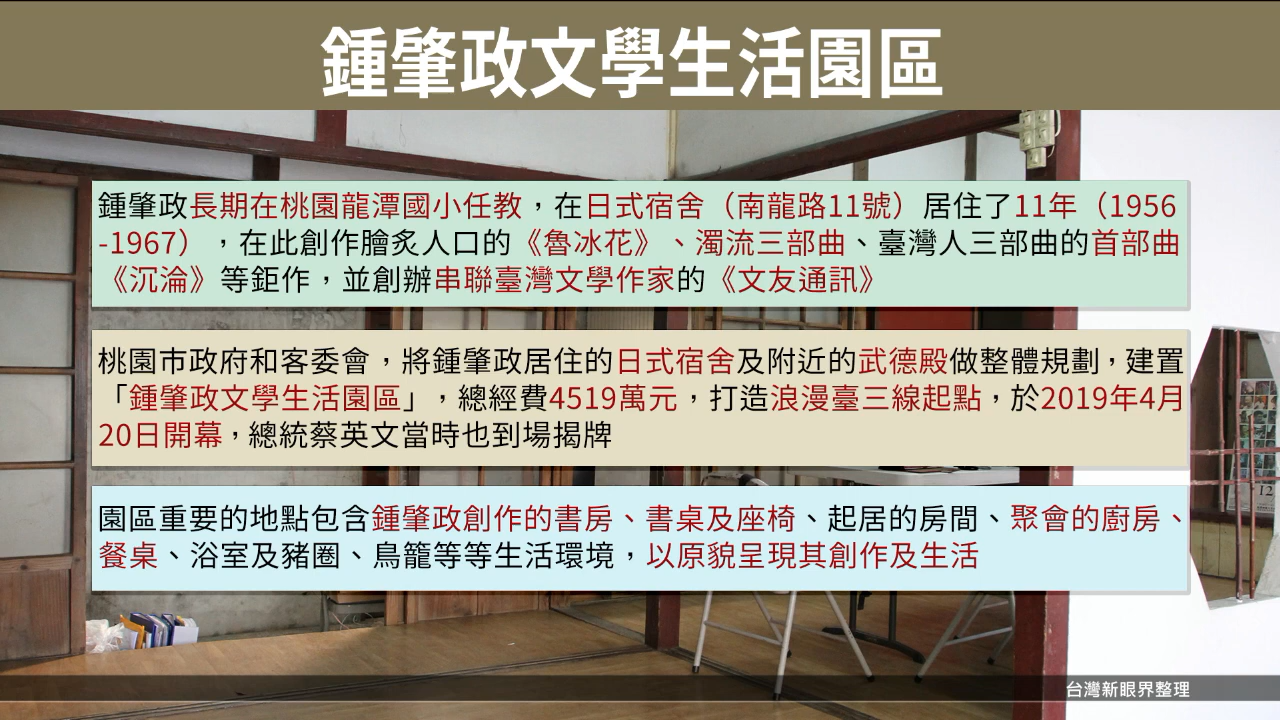 鍾肇政文學生活園區
鍾肇政長期在桃園龍潭國小任教，在日式宿舍（南龍路11號）居住了11年（1956
-1967），在此創作膾炙人口的《魯冰花》、濁流三部曲、臺灣人三部曲的首部曲
《沉淪》等鉅作，並創辦串聯臺灣文學作家的《文友通訊》
桃園市政府和客委會，將鍾肇政居住的日式宿舍及附近的武德殿做整體規劃，建置
「鍾肇政文學生活園區」，總經費4519萬元，打造浪漫臺三線起點，於2019年4月
20日開幕，總統蔡英文當時也到場揭牌
園區重要的地點包含鍾肇政創作的書房、書桌及座椅、起居的房間、聚會的廚房、
餐桌、浴室及豬圈、鳥籠等等生活環境，以原貌呈現其創作及生活
12
台灣新眼界整理